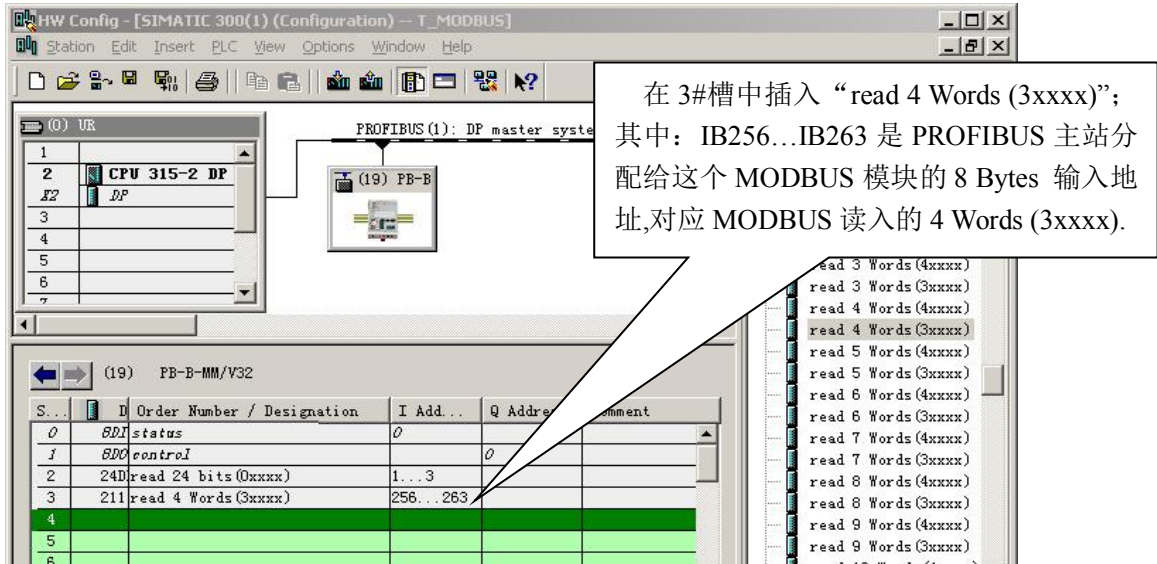 HW Config - [SIMATIC 300(1) (Configuration) -- T_MODBUS]
Station Edit Insert PLC View Options Window Help
在 3#槽中插入“read 4 Words (3xxxx)”;
其中：IB256…IB263 是 PROFIBUS 主站分
配给这个 MODBUS 模块的 8 Bytes 输入地
址,对应 MODBUS 读入的 4 Words (3xxxx).
(0) UR
1
2 CPU 315-2 DP
X2 DP
3
4
5
6
7
PROFIBUS(1): DP master syste
(19) PB-B
read 3 Words(4xxxx)
read 3 Words(3xxxx)
read 4 Words(4xxxx)
read 4 Words(3xxxx)
read 5 Words(4xxxx)
read 5 Words(3xxxx)
read 6 Words(4xxxx)
read 6 Words(3xxxx)
read 7 Words(4xxxx)
read 7 Words(3xxxx)
read 8 Words(4xxxx)
read 8 Words(3xxxx)
read 9 Words(4xxxx)
read 9 Words(3xxxx)
(19) PB-B-MM/V32
S... D Order Number / Designation I Add... Q Addre omment
0 8DI status 0
1 8DO control 0
2 24D read 24 bits(0xxxx) 1...3
3 211 read 4 Words(3xxxx) 256...263
4
5
6